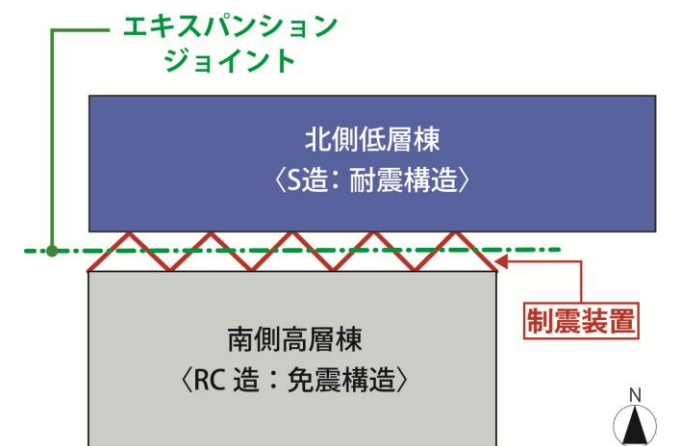 エキスパンション
ジョイント
北側低層棟
〈S造：耐震構造〉
制震装置
南側高層棟
〈RC 造：免震構造〉
N